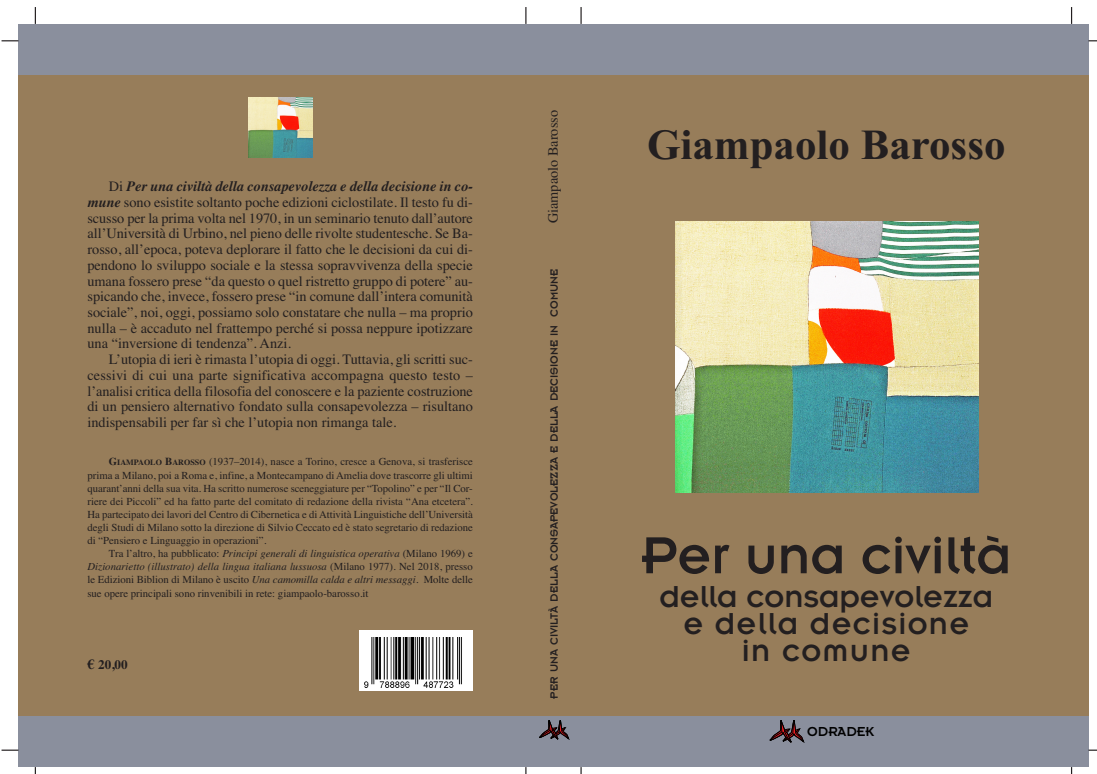 Di Per una civiltà della consapevolezza e della decisione in co-
mune sono esistite soltanto poche edizioni ciclostilate. Il testo fu di-
scusso per la prima volta nel 1970, in un seminario tenuto dall'autore
all'Università di Urbino, nel pieno delle rivolte studentesche. Se Ba-
rosso, all'epoca, poteva deplorare il fatto che le decisioni da cui di-
pendono lo sviluppo sociale e la stessa sopravvivenza della specie
umana fossero prese “da questo o quel ristretto gruppo di potere” au-
spicando che, invece, fossero prese “in comune dall'intera comunità
sociale”, noi, oggi, possiamo solo constatare che nulla – ma proprio
nulla – è accaduto nel frattempo perché si possa neppure ipotizzare
una “inversione di tendenza”. Anzi.
L'utopia di ieri è rimasta l'utopia di oggi. Tuttavia, gli scritti suc-
cessivi di cui una parte significativa accompagna questo testo –
l'analisi critica della filosofia del conoscere e la paziente costruzione
di un pensiero alternativo fondato sulla consapevolezza – risultano
indispensabili per far sì che l'utopia non rimanga tale.
GIAMPAOLO BAROSSO (1937–2014), nasce a Torino, cresce a Genova, si trasferisce
prima a Milano, poi a Roma e, infine, a Montecampano di Amelia dove trascorre gli ultimi
quarant'anni della sua vita. Ha scritto numerose sceneggiature per “Topolino” e per “Il Cor-
riere dei Piccoli” ed ha fatto parte del comitato di redazione della rivista “Ana etcetera”.
Ha partecipato dei lavori del Centro di Cibernetica e di Attività Linguistiche dell'Università
degli Studi di Milano sotto la direzione di Silvio Ceccato ed è stato segretario di redazione
di “Pensiero e Linguaggio in operazioni”.
Tra l'altro, ha pubblicato: Principi generali di linguistica operativa (Milano 1969) e
Dizionarietto (illustrato) della lingua italiana lussuosa (Milano 1977). Nel 2018, presso
le Edizioni Biblion di Milano è uscito Una camomilla calda e altri messaggi. Molte delle
sue opere principali sono rinvenibili in rete: giampaolo-barosso.it
€ 20,00
9 788896 487723
Giampaolo Barosso
PER UNA CIVILTÀ DELLA CONSAPEVOLEZZA E DELLA DECISIONE IN COMUNE
Giampaolo Barosso
Per una civiltà
della consapevolezza
e della decisione
in comune
ODRADEK